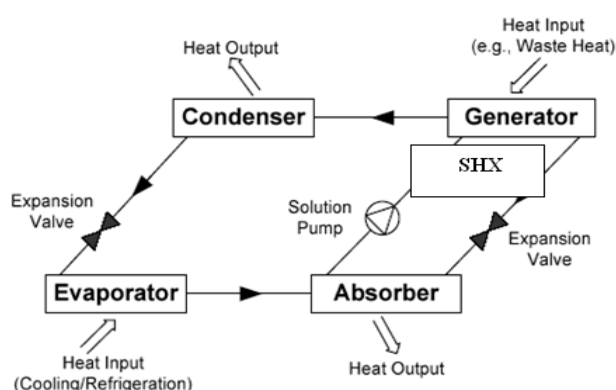 Heat Input
(e.g., Waste Heat)
Heat Output
Condenser
Generator
SHX
Expansion
Valve
Solution
Pump
Expansion
Valve
Evaporator
Absorber
Heat Input
(Cooling/Refrigeration)
Heat Output